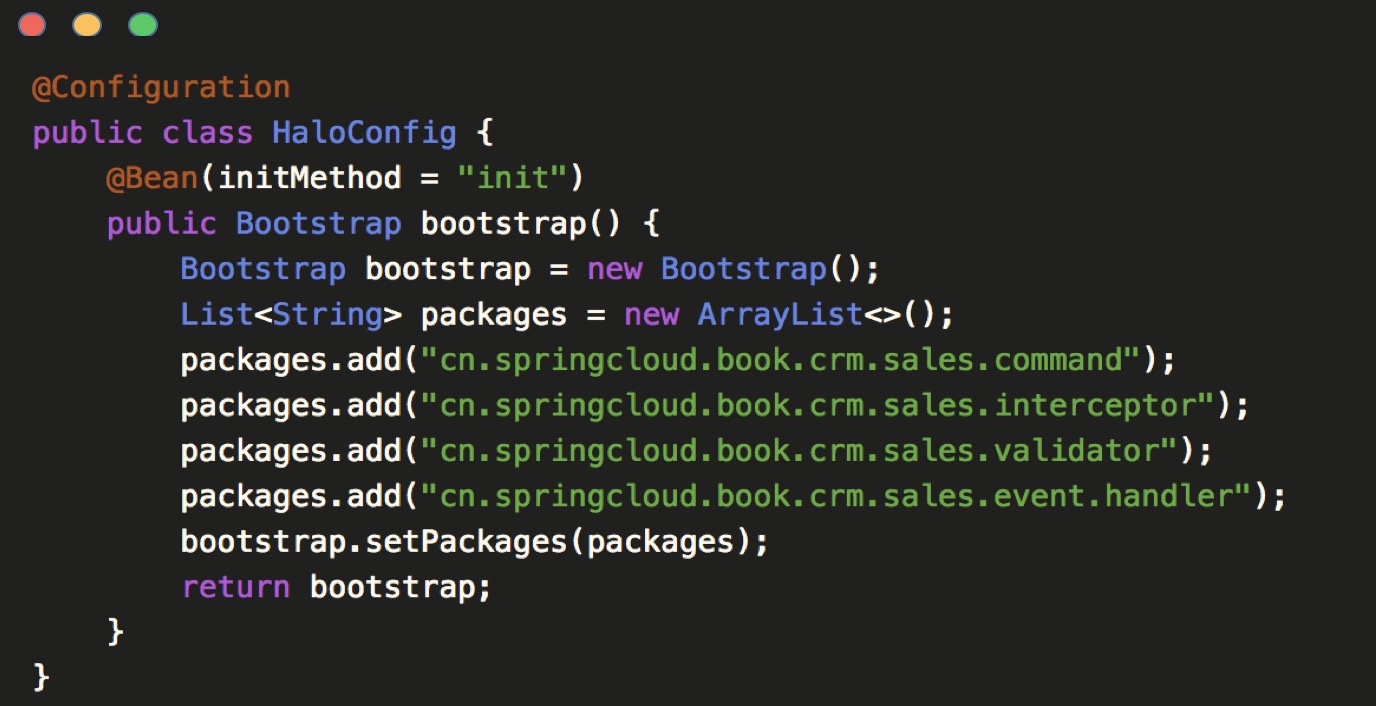 @Configuration
public class HaloConfig {
    @Bean(initMethod = "init")
    public Bootstrap bootstrap() {
        Bootstrap bootstrap = new Bootstrap();
        List<String> packages = new ArrayList<>();
        packages.add("cn.springcloud.book.crm.sales.command");
        packages.add("cn.springcloud.book.crm.sales.interceptor");
        packages.add("cn.springcloud.book.crm.sales.validator");
        packages.add("cn.springcloud.book.crm.sales.event.handler");
        bootstrap.setPackages(packages);
        return bootstrap;
    }
}